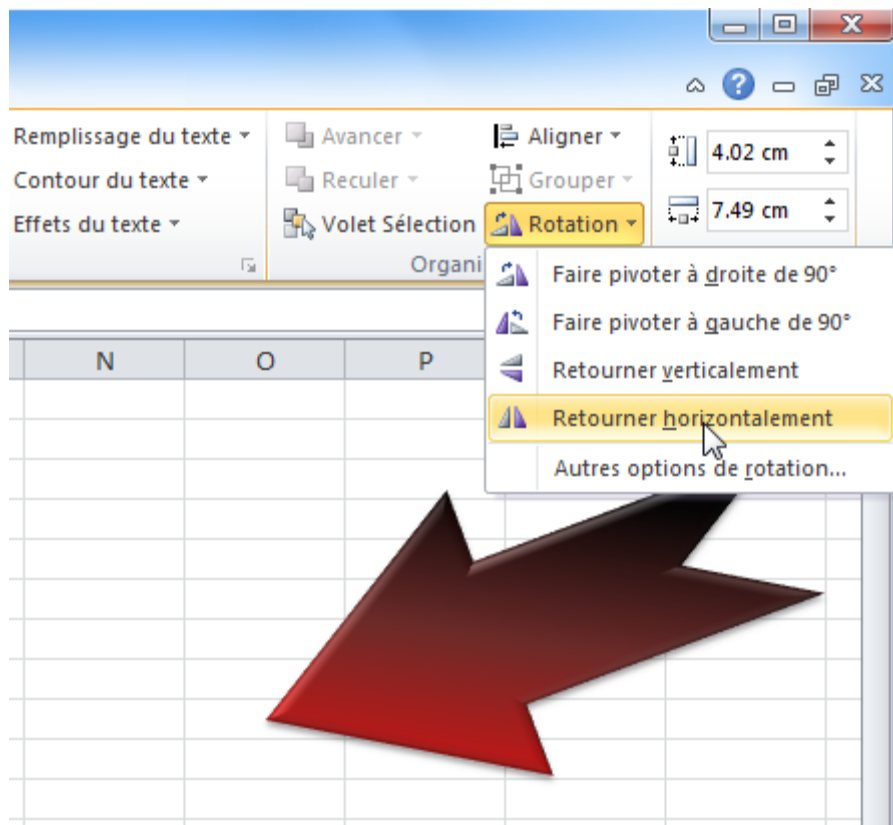 Remplissage du texte Avancer Aligner 4.02 cm
Contour du texte Reculer Grouper
Effets du texte Volet Sélection Rotation 7.49 cm
Organi
Faire pivoter à droite de 90°
Faire pivoter à gauche de 90°
Retourner verticalement
Retourner horizontalement
Autres options de rotation...
N O P